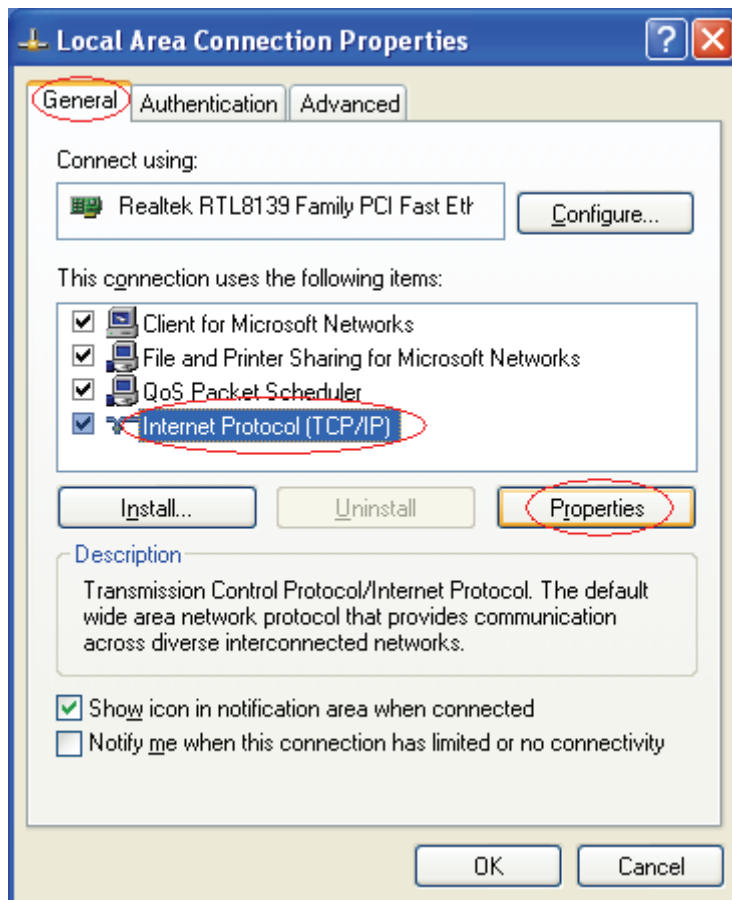 Local Area Connection Properties
General Authentication Advanced
Connect using:
Realtek RTL8139 Family PCI Fast Eth
Configure...
This connection uses the following items:
Client for Microsoft Networks
File and Printer Sharing for Microsoft Networks
QoS Packet Scheduler
Internet Protocol (TCP/IP)
Install... Uninstall Properties
Description
Transmission Control Protocol/Internet Protocol. The default
wide area network protocol that provides communication
across diverse interconnected networks.
Show icon in notification area when connected
Notify me when this connection has limited or no connectivity
OK Cancel